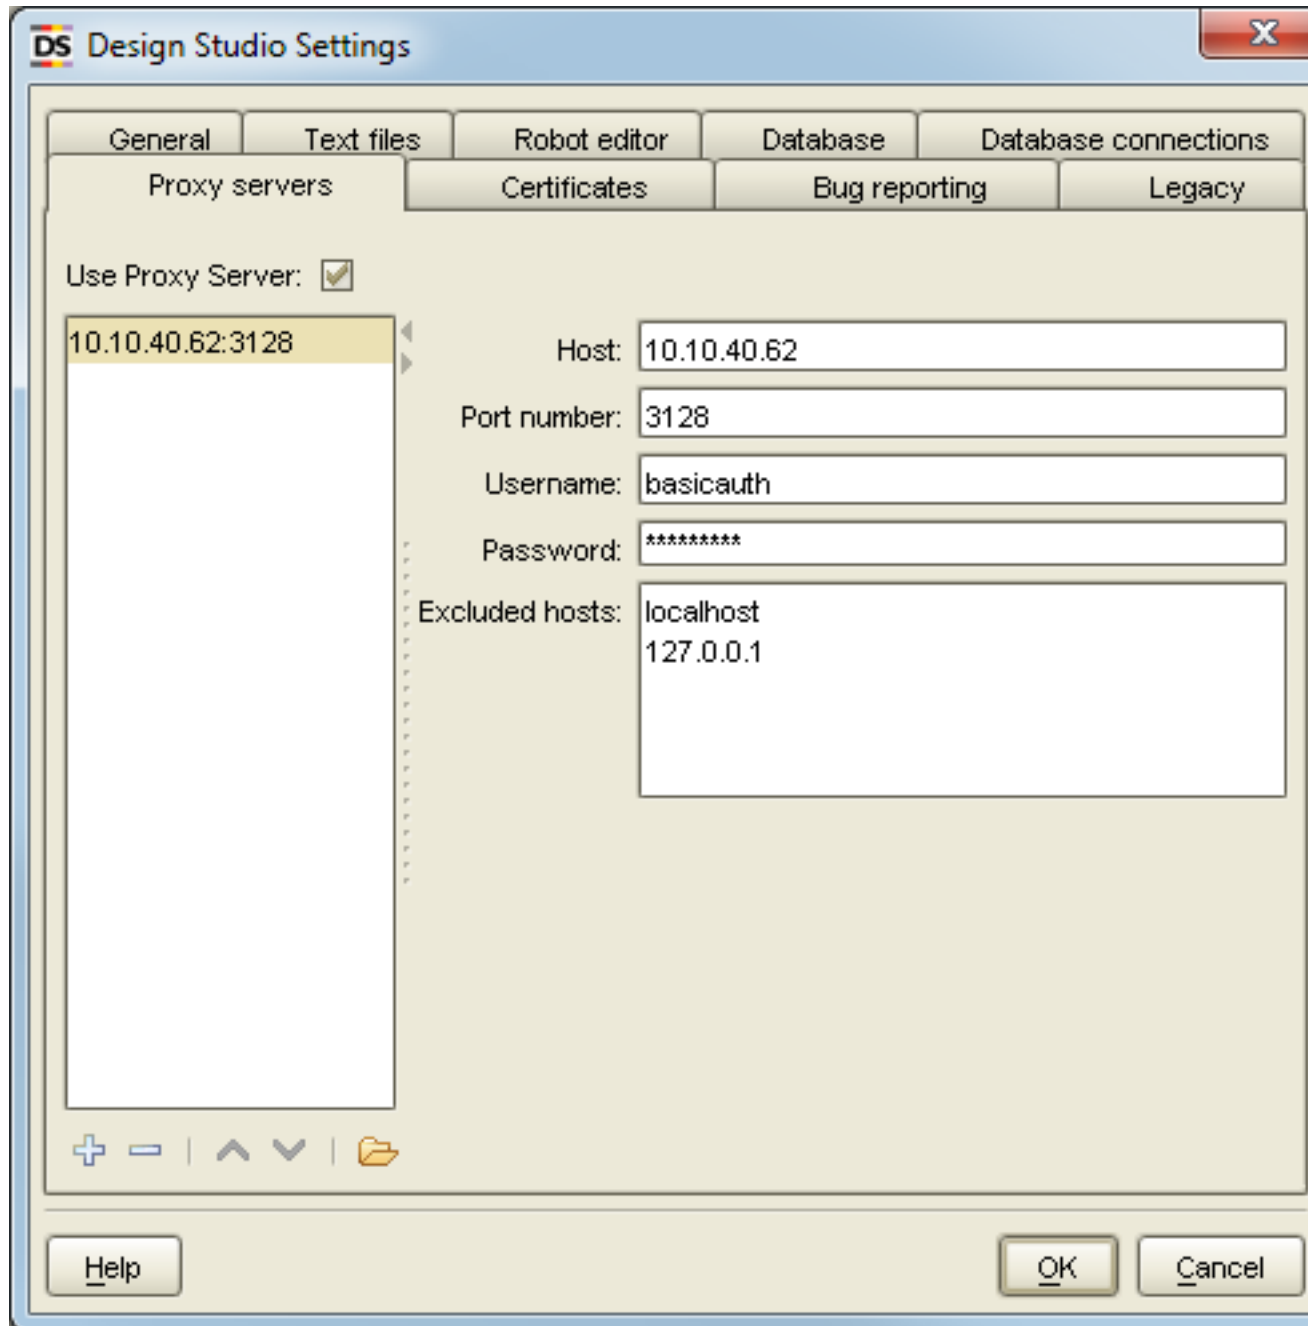 DS Design Studio Settings
General Text files Robot editor Database Database connections
Proxy servers Certificates Bug reporting Legacy
Use Proxy Server:
10.10.40.62:3128
Host: 10.10.40.62
Port number: 3128
Username: basicauth
Password: *********
Excluded hosts: localhost
127.0.0.1
Help OK Cancel